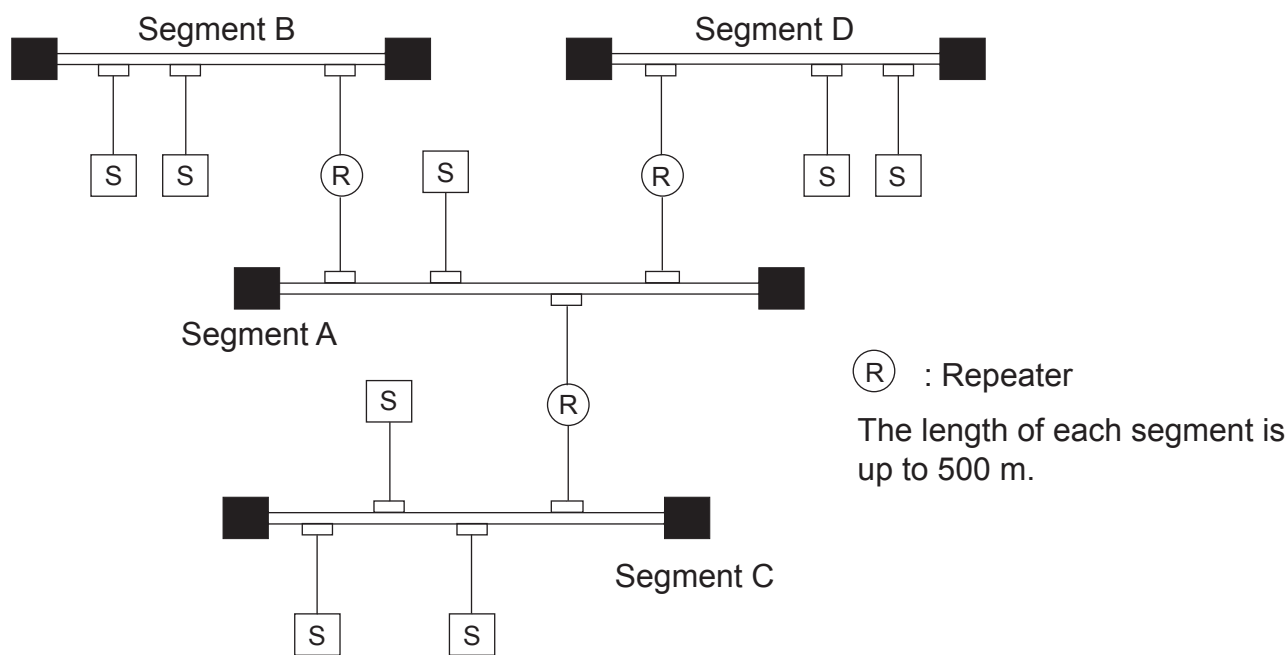 Segment B
Segment D
S
S
R
S
R
S
S
Segment A
R : Repeater
S
R
The length of each segment is
up to 500 m.
Segment C
S
S